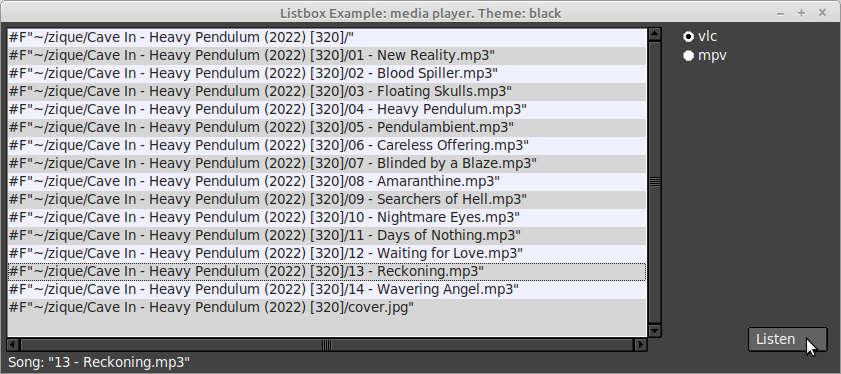 Listbox Example: media player. Theme: black
#F"~/zique/Cave In - Heavy Pendulum (2022) [320]/"
#F"~/zique/Cave In - Heavy Pendulum (2022) [320]/01 - New Reality.mp3"
#F"~/zique/Cave In - Heavy Pendulum (2022) [320]/02 - Blood Spiller.mp3"
#F"~/zique/Cave In - Heavy Pendulum (2022) [320]/03 - Floating Skulls.mp3"
#F"~/zique/Cave In - Heavy Pendulum (2022) [320]/04 - Heavy Pendulum.mp3"
#F"~/zique/Cave In - Heavy Pendulum (2022) [320]/05 - Pendulambient.mp3"
#F"~/zique/Cave In - Heavy Pendulum (2022) [320]/06 - Careless Offering.mp3"
#F"~/zique/Cave In - Heavy Pendulum (2022) [320]/07 - Blinded by a Blaze.mp3"
#F"~/zique/Cave In - Heavy Pendulum (2022) [320]/08 - Amaranthine.mp3"
#F"~/zique/Cave In - Heavy Pendulum (2022) [320]/09 - Searchers of Hell.mp3"
#F"~/zique/Cave In - Heavy Pendulum (2022) [320]/10 - Nightmare Eyes.mp3"
#F"~/zique/Cave In - Heavy Pendulum (2022) [320]/11 - Days of Nothing.mp3"
#F"~/zique/Cave In - Heavy Pendulum (2022) [320]/12 - Waiting for Love.mp3"
#F"~/zique/Cave In - Heavy Pendulum (2022) [320]/13 - Reckoning.mp3"
#F"~/zique/Cave In - Heavy Pendulum (2022) [320]/14 - Wavering Angel.mp3"
#F"~/zique/Cave In - Heavy Pendulum (2022) [320]/cover.jpg"
vlc
mpv
Listen
Song: "13 - Reckoning.mp3"